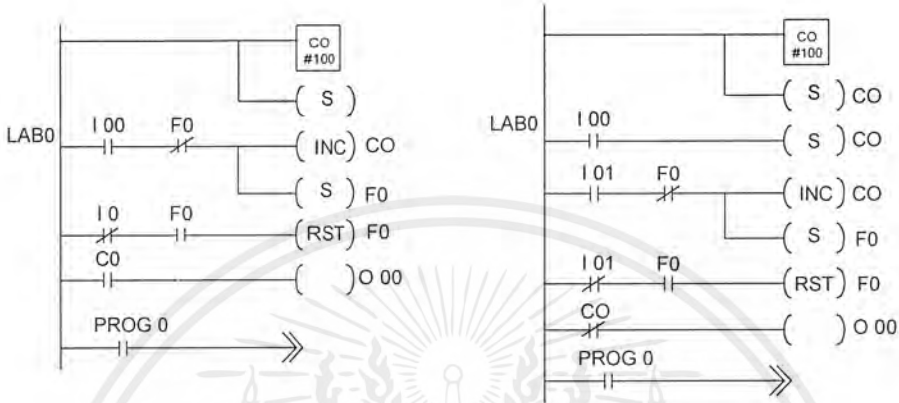 CO
#100
S
LAB0
I 00 F0
INC CO
S F0
I 0 F0
RST F0
C0
O 00
PROG 0
CO
#100
S CO
LAB0
I 00
S CO
I 01 F0
INC CO
S F0
I 01 F0
RST F0
CO
O 00
PROG 0